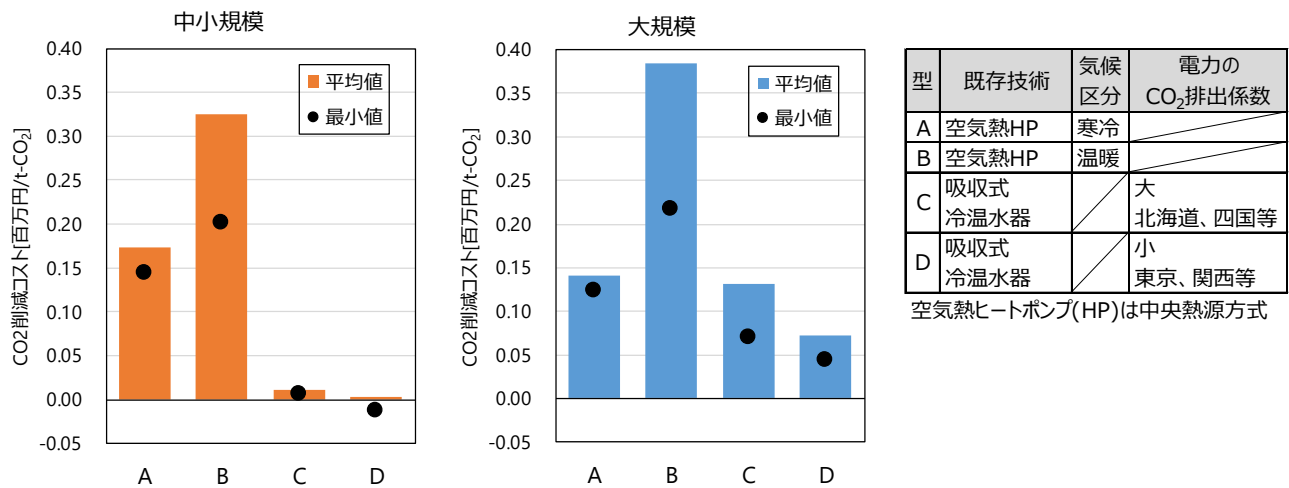 中小規模
CO2削減コスト[百万円/t-CO₂]
0.40
0.35
0.30
0.25
0.20
0.15
0.10
0.05
0.00
-0.05
平均値
最小値
A B C D
大規模
CO2削減コスト[百万円/t-CO₂]
0.40
0.35
0.30
0.25
0.20
0.15
0.10
0.05
0.00
-0.05
平均値
最小値
A B C D
型 既存技術 気候区分 電力のCO₂排出係数
A 空気熱HP 寒冷
B 空気熱HP 温暖
C 吸収式冷温水器 大 北海道、四国等
D 吸収式冷温水器 小 東京、関西等
空気熱ヒートポンプ(HP)は中央熱源方式